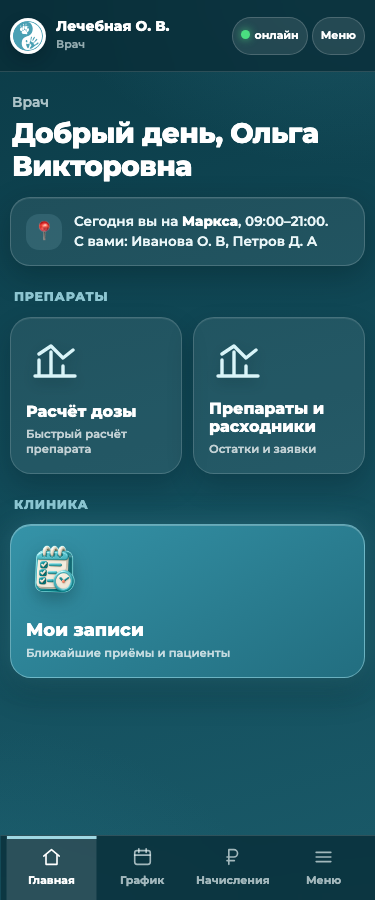 Лечебная О. В.
Врач
онлайн
Меню
Врач
Добрый день, Ольга
Викторовна
Сегодня вы на Маркса, 09:00–21:00.
С вами: Иванова О. В, Петров Д. А
ПРЕПАРАТЫ
Расчёт дозы
Быстрый расчёт
препарата
Препараты и
расходники
Остатки и заявки
КЛИНИКА
Мои записи
Ближайшие приёмы и пациенты
Главная
График
Начисления
Меню